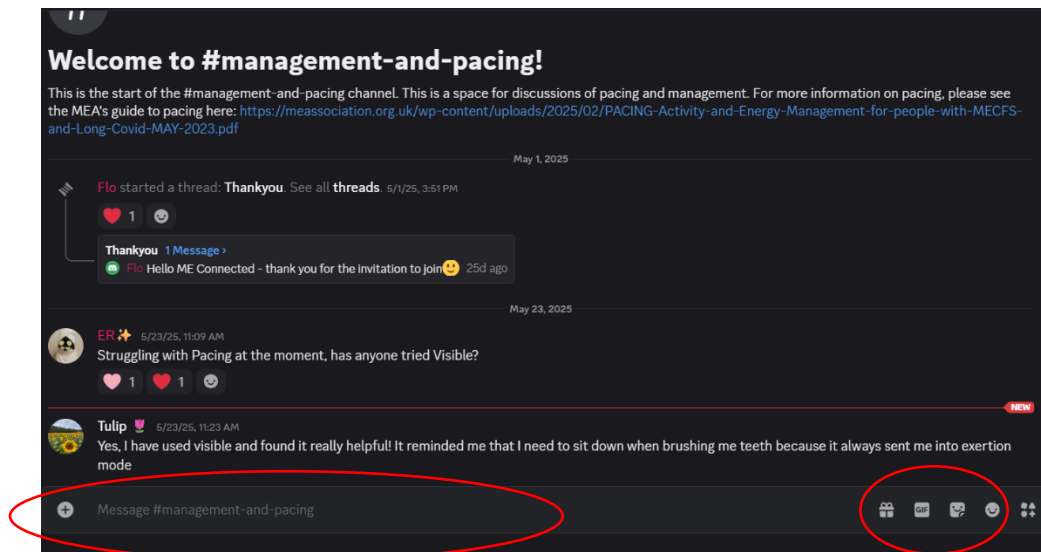 Welcome to #management-and-pacing!
This is the start of the #management-and-pacing channel. This is a space for discussions of pacing and management. For more information on pacing, please see
the MEA's guide to pacing here: https://meassociation.org.uk/wp-content/uploads/2025/02/PACING-Activity-and-Energy-Management-for-people-with-MECFS-
and-Long-Covid-MAY-2023.pdf
May 1, 2025
Flo started a thread: Thankyou. See all threads. 5/1/25, 3:51 PM
1
Thankyou 1 Message ›
Flo Hello ME Connected - thank you for the invitation to join🙂 25d ago
May 23, 2025
ER✨ 5/23/25, 11:09 AM
Struggling with Pacing at the moment, has anyone tried Visible?
1 1
NEW
Tulip 🌷 5/23/25, 11:23 AM
Yes, I have used visible and found it really helpful! It reminded me that I need to sit down when brushing me teeth because it always sent me into exertion
mode
Message #management-and-pacing
GIF